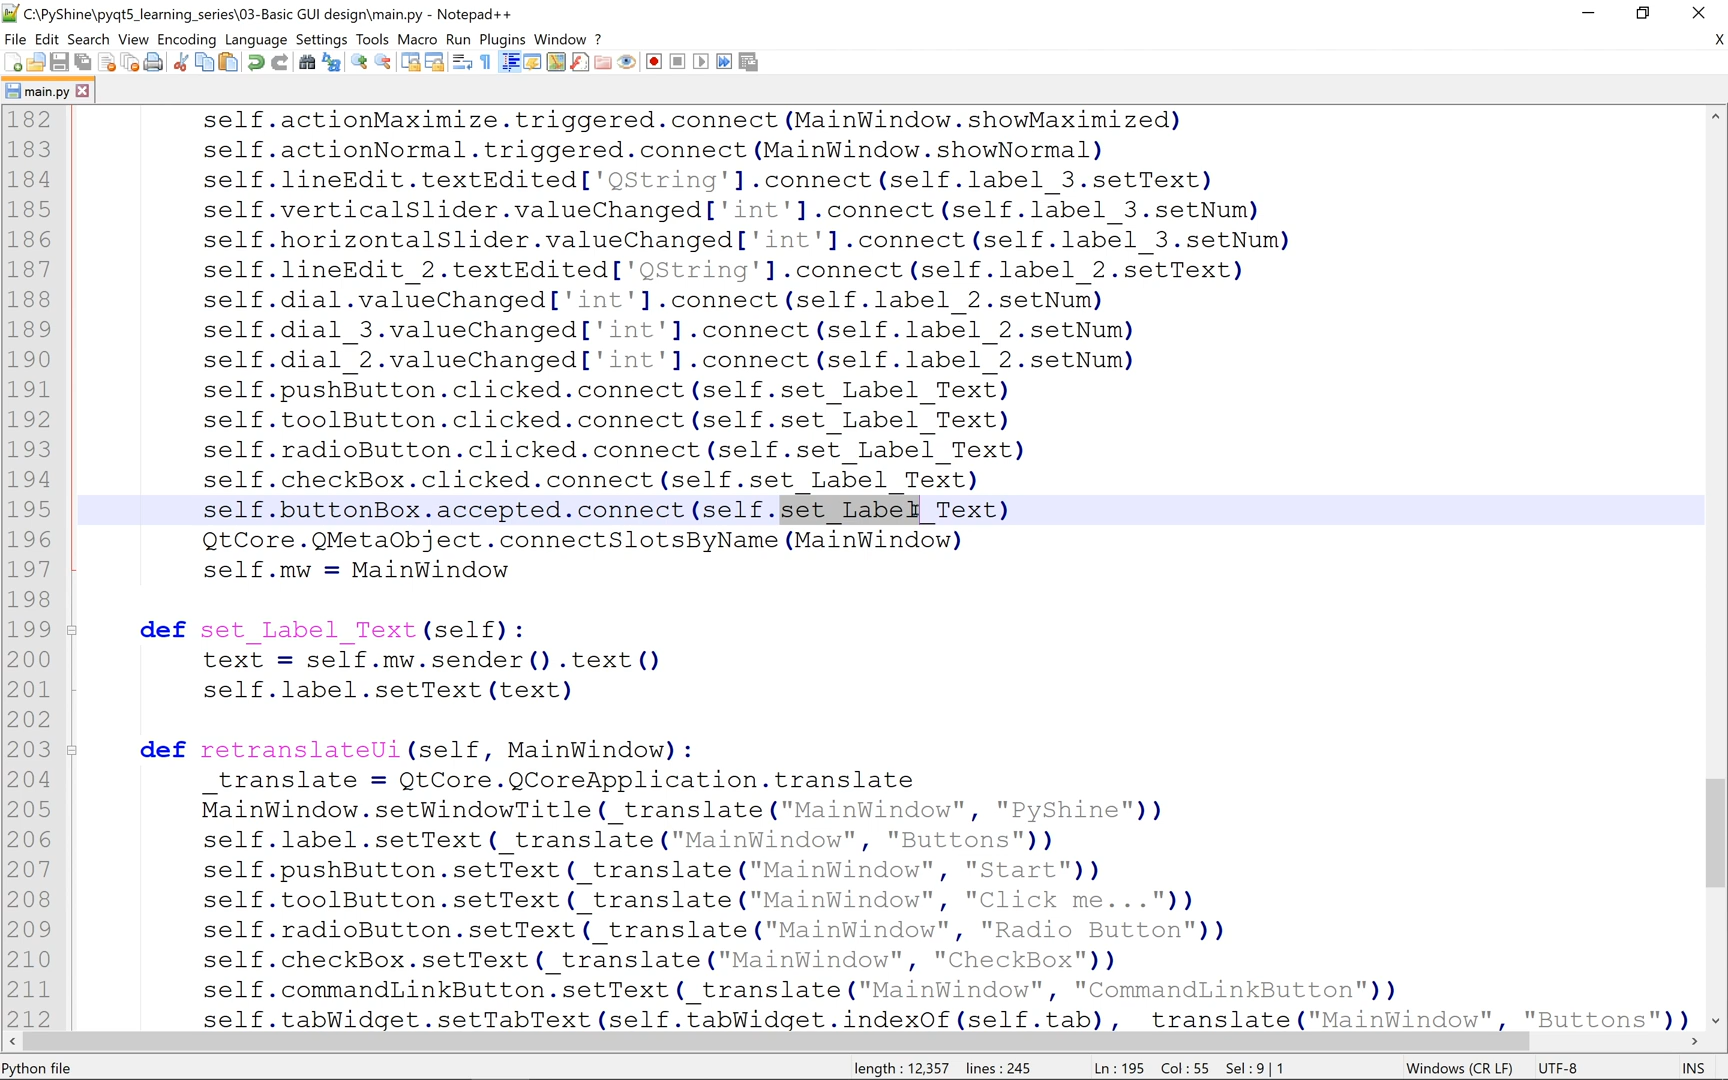 C:\PyShine\pyqt5_learning_series\03-Basic GUI design\main.py - Notepad++
File Edit Search View Encoding Language Settings Tools Macro Run Plugins Window ? X
main.py
182 self.actionMaximize.triggered.connect(MainWindow.showMaximized)
183 self.actionNormal.triggered.connect(MainWindow.showNormal)
184 self.lineEdit.textEdited['QString'].connect(self.label_3.setText)
185 self.verticalSlider.valueChanged['int'].connect(self.label_3.setNum)
186 self.horizontalSlider.valueChanged['int'].connect(self.label_3.setNum)
187 self.lineEdit_2.textEdited['QString'].connect(self.label_2.setText)
188 self.dial.valueChanged['int'].connect(self.label_2.setNum)
189 self.dial_3.valueChanged['int'].connect(self.label_2.setNum)
190 self.dial_2.valueChanged['int'].connect(self.label_2.setNum)
191 self.pushButton.clicked.connect(self.set_Label_Text)
192 self.toolButton.clicked.connect(self.set_Label_Text)
193 self.radioButton.clicked.connect(self.set_Label_Text)
194 self.checkBox.clicked.connect(self.set_Label_Text)
195 self.buttonBox.accepted.connect(self.set_Label_Text)
196 QtCore.QMetaObject.connectSlotsByName(MainWindow)
197 self.mw = MainWindow
198
199 def set_Label_Text(self):
200 text = self.mw.sender().text()
201 self.label.setText(text)
202
203 def retranslateUi(self, MainWindow):
204 _translate = QtCore.QCoreApplication.translate
205 MainWindow.setWindowTitle(_translate("MainWindow", "PyShine"))
206 self.label.setText(_translate("MainWindow", "Buttons"))
207 self.pushButton.setText(_translate("MainWindow", "Start"))
208 self.toolButton.setText(_translate("MainWindow", "Click me..."))
209 self.radioButton.setText(_translate("MainWindow", "Radio Button"))
210 self.checkBox.setText(_translate("MainWindow", "CheckBox"))
211 self.commandLinkButton.setText(_translate("MainWindow", "CommandLinkButton"))
212 self.tabWidget.setTabText(self.tabWidget.indexOf(self.tab), _translate("MainWindow", "Buttons"))
Python file length : 12,357 lines : 245 Ln : 195 Col : 55 Sel : 9 | 1 Windows (CR LF) UTF-8 INS